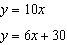 y = 10x
y = 6x + 30